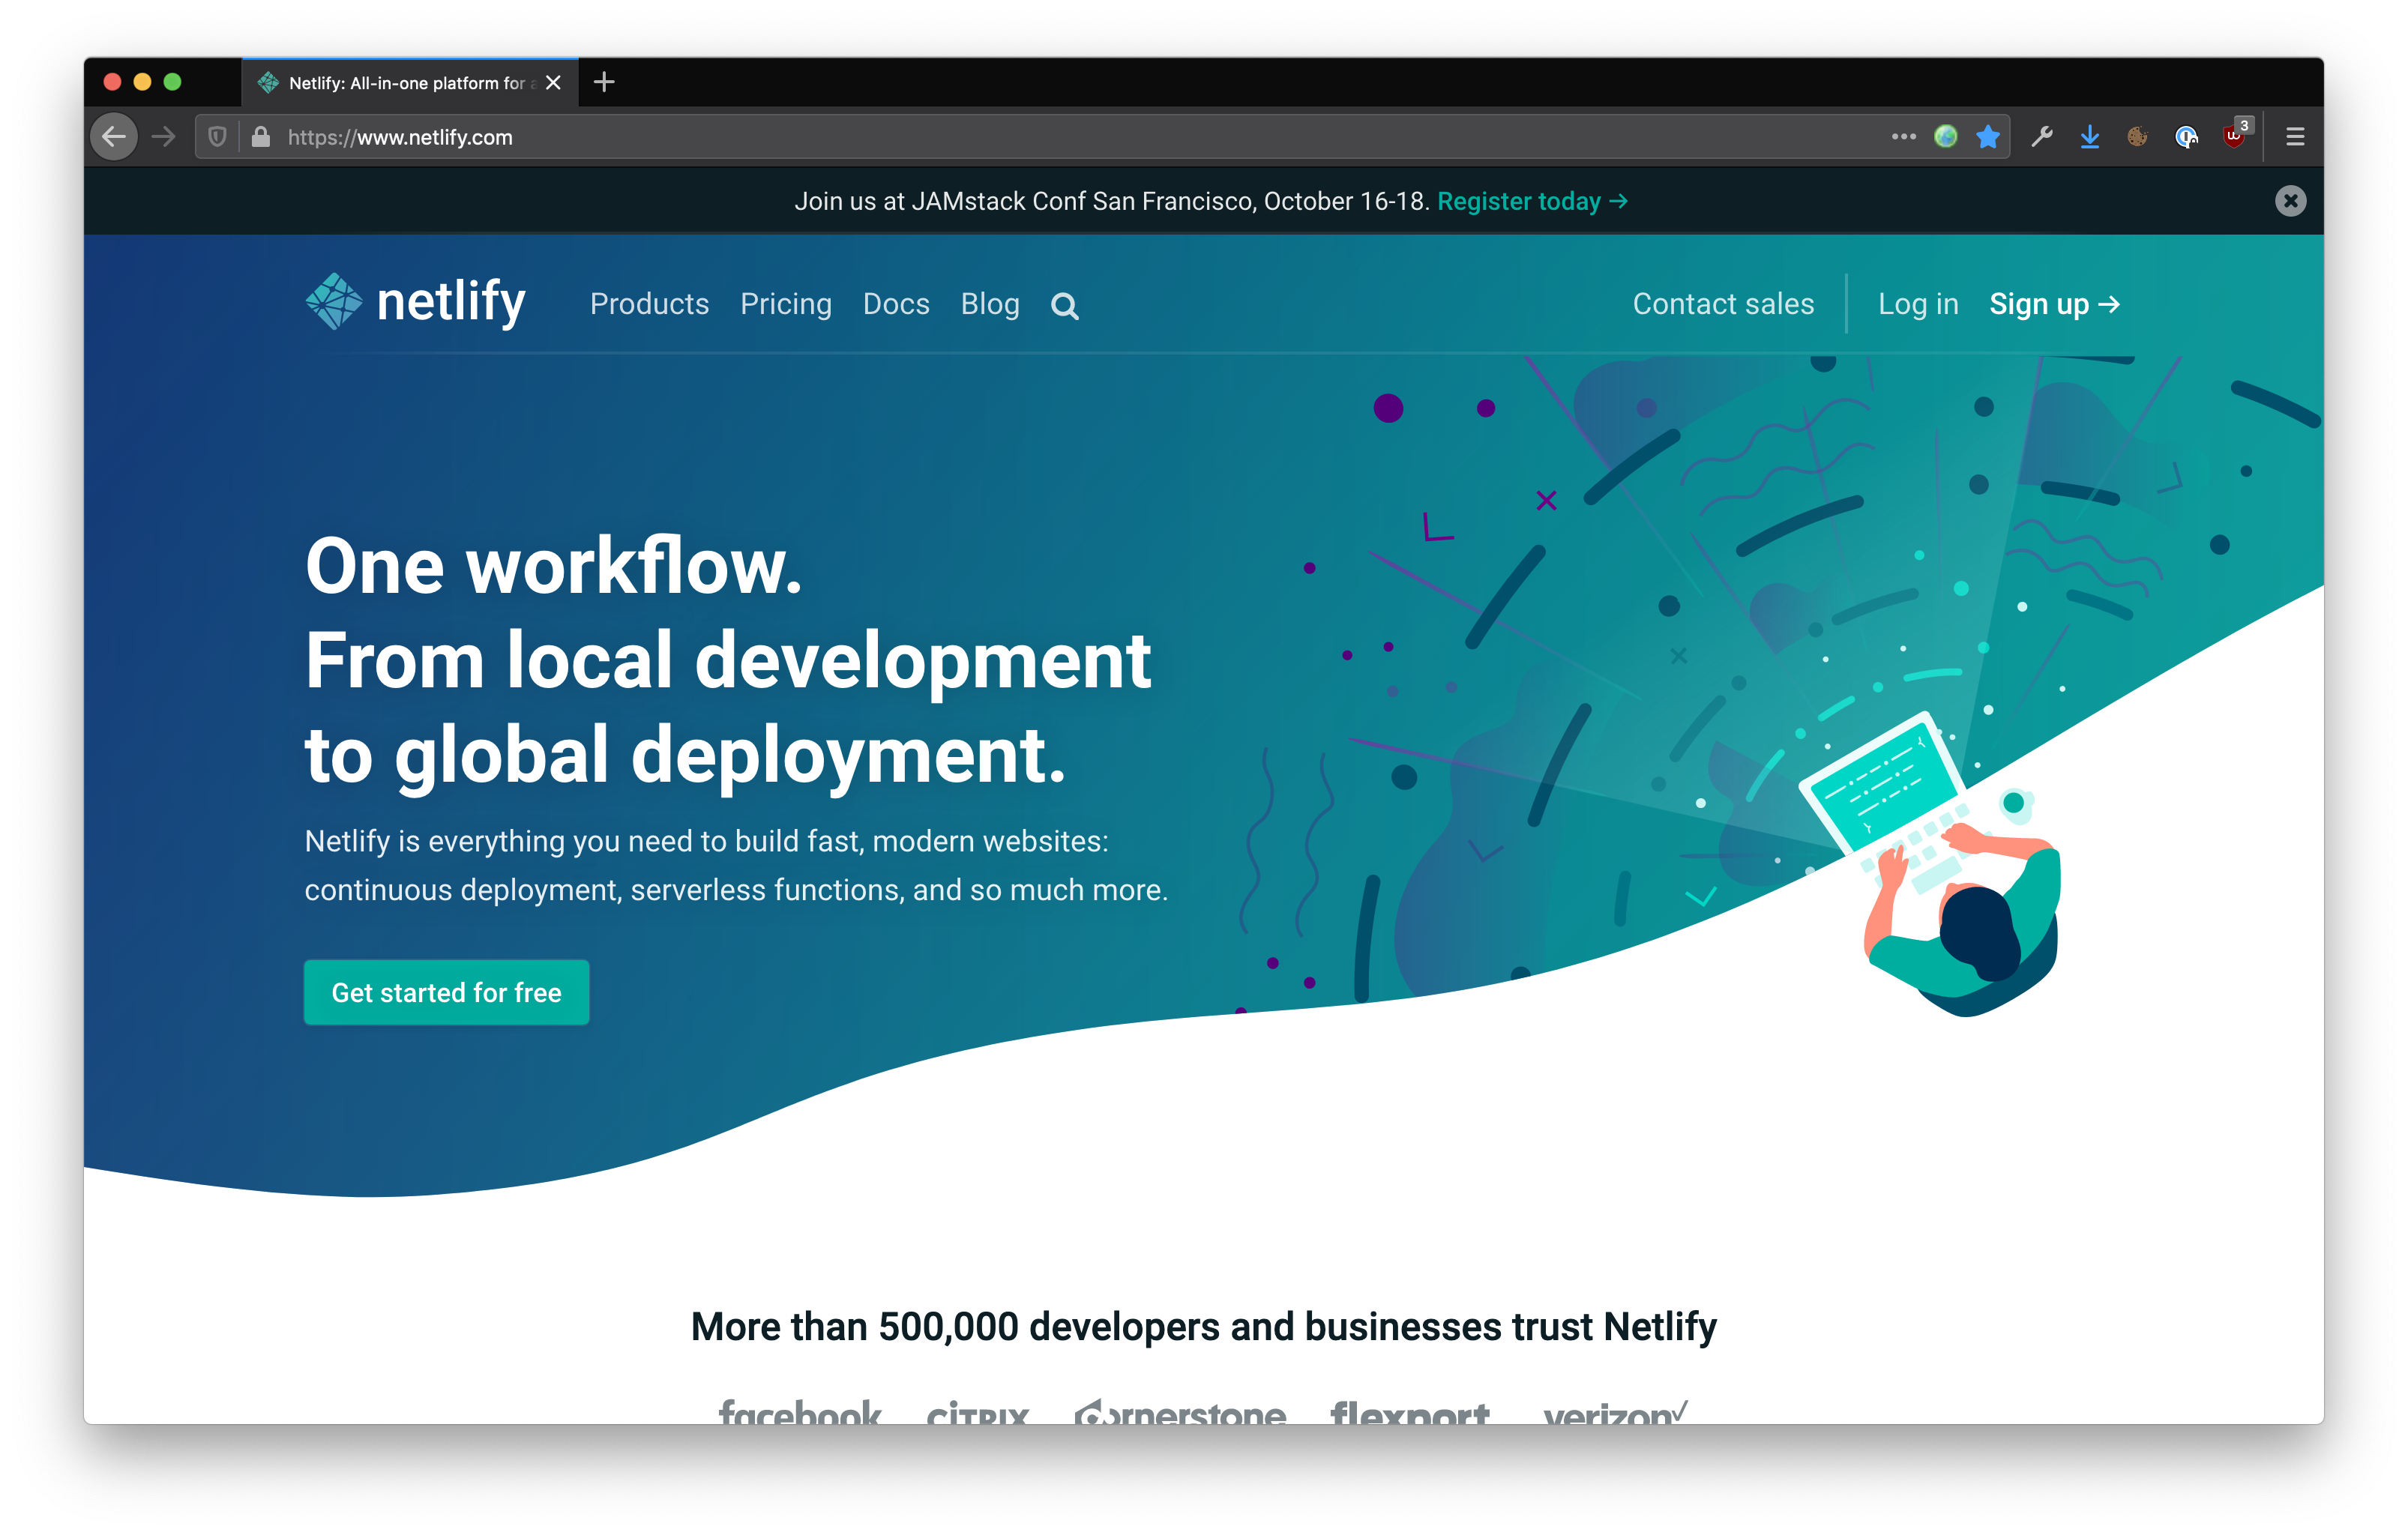 Netlify: All-in-one platform for a
https://www.netlify.com
3
Join us at JAMstack Conf San Francisco, October 16-18. Register today →
netlify Products Pricing Docs Blog Contact sales Log in Sign up →
One workflow.
From local development
to global deployment.
Netlify is everything you need to build fast, modern websites:
continuous deployment, serverless functions, and so much more.
Get started for free
More than 500,000 developers and businesses trust Netlify
facebook CITRIX Cornerstone flexport verizon✓